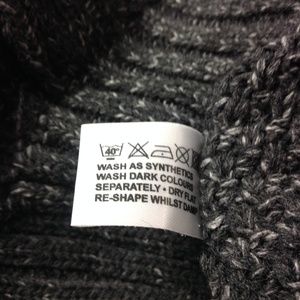 40°
WASH AS SYNTHETICS
WASH DARK COLOURS
SEPARATELY • DRY FLAT
RE-SHAPE WHILST DAMP